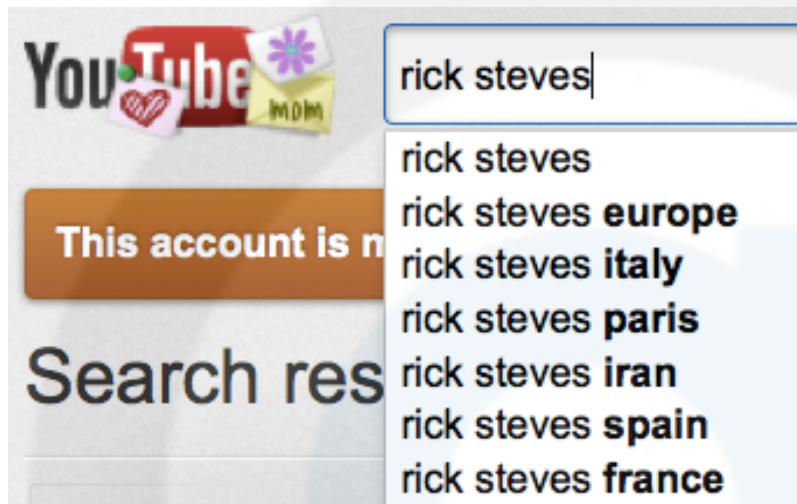 YouTube
mom
rick steves
rick steves
rick steves europe
rick steves italy
This account is
rick steves paris
rick steves iran
Search res
rick steves spain
rick steves france